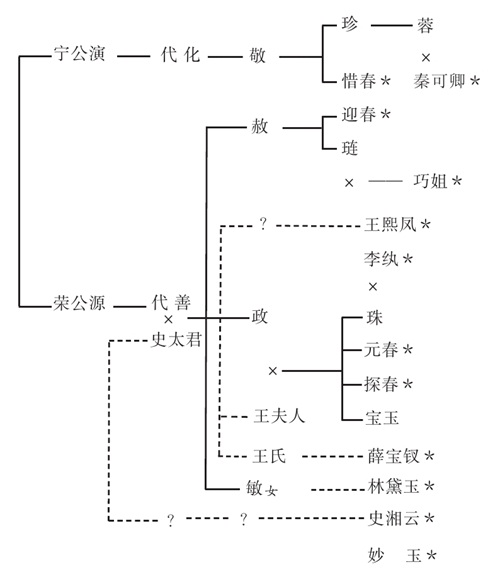 珍 蓉
宁公演 代化 敬 ×
惜春* 秦可卿*
迎春*
赦
琏
× 巧姐*
? 王熙凤*
李纨*
×
荣公源 代善
× 政 珠
史太君 元春*
×
探春*
王夫人 宝玉
王氏 薛宝钗*
敏女 林黛玉*
? ? 史湘云*
妙玉*